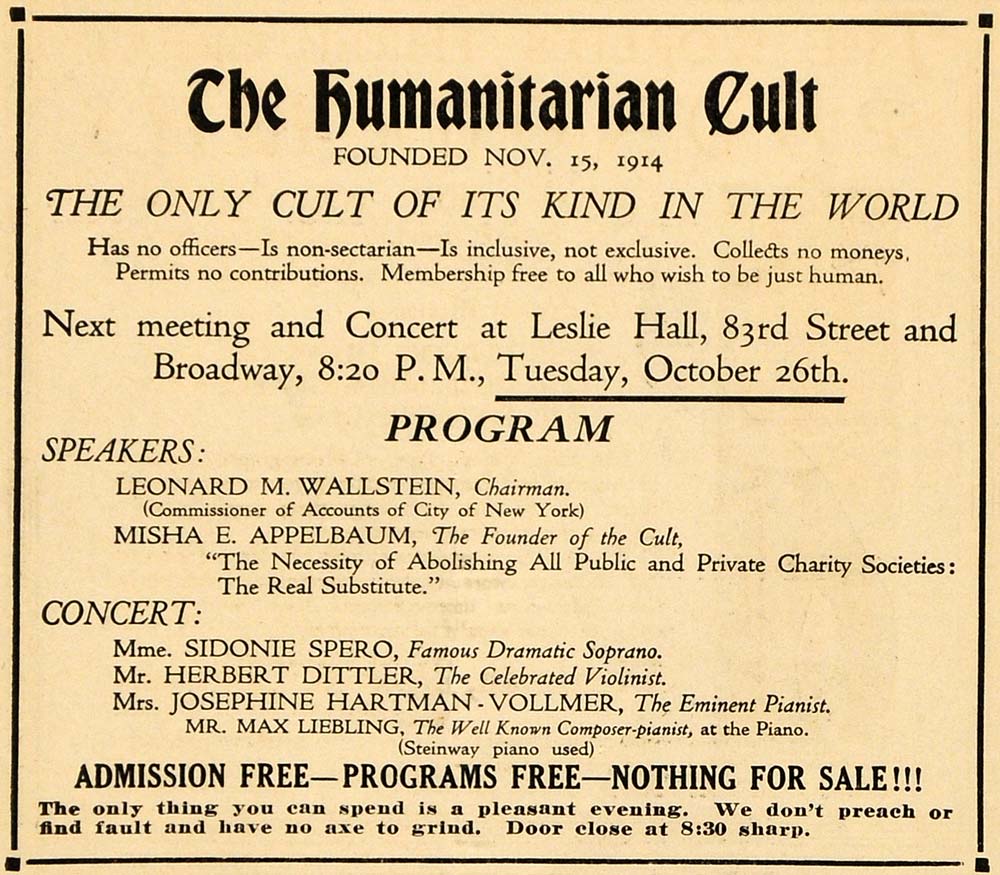 The Humanitarian Cult
FOUNDED NOV. 15, 1914
THE ONLY CULT OF ITS KIND IN THE WORLD
Has no officers—Is non-sectarian—Is inclusive, not exclusive. Collects no moneys,
Permits no contributions. Membership free to all who wish to be just human.
Next meeting and Concert at Leslie Hall, 83rd Street and
Broadway, 8:20 P. M., Tuesday, October 26th.
PROGRAM
SPEAKERS:
LEONARD M. WALLSTEIN, Chairman.
(Commissioner of Accounts of City of New York)
MISHA E. APPELBAUM, The Founder of the Cult,
“The Necessity of Abolishing All Public and Private Charity Societies:
The Real Substitute.”
CONCERT:
Mme. SIDONIE SPERO, Famous Dramatic Soprano.
Mr. HERBERT DITTLER, The Celebrated Violinist.
Mrs. JOSEPHINE HARTMAN-VOLLMER, The Eminent Pianist.
MR. MAX LIEBLING, The Well Known Composer-pianist, at the Piano.
(Steinway piano used)
ADMISSION FREE—PROGRAMS FREE—NOTHING FOR SALE!!!
The only thing you can spend is a pleasant evening. We don't preach or
find fault and have no axe to grind. Door close at 8:30 sharp.